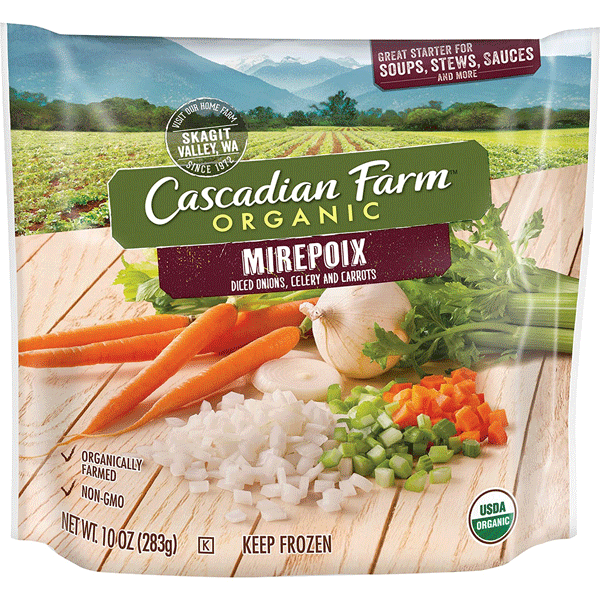 GREAT STARTER FOR
SOUPS, STEWS, SAUCES
AND MORE
VISIT OUR HOME FARM
SKAGIT
VALLEY, WA
SINCE 1972
Cascadian Farm™
ORGANIC
MIREPOIX
DICED ONIONS, CELERY AND CARROTS
✓ ORGANICALLY
FARMED
✓ NON-GMO
NET WT. 10 OZ (283g)
K
KEEP FROZEN
USDA
ORGANIC